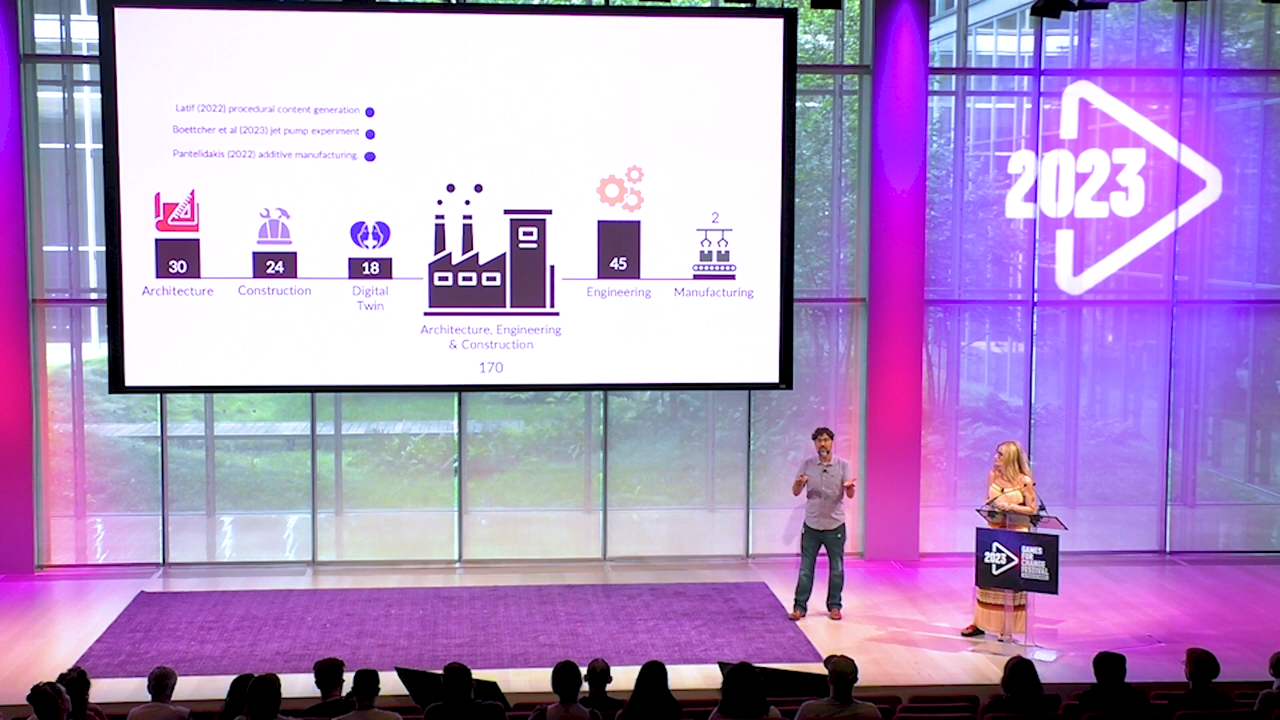 Latif (2022) procedural content generation
Boettcher et al (2023) jet pump experiment
Pantelidakis (2022) additive manufacturing.
30
24
18
45
2
Architecture
Construction
Digital
Twin
Engineering
Manufacturing
Architecture, Engineering
& Construction
170
2023
2023
GAMES
FOR
CHANGE
FESTIVAL